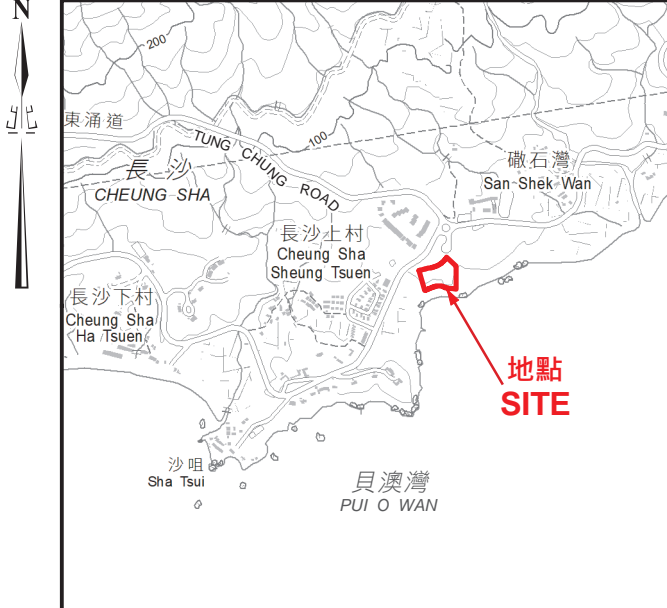 N
北
200
東涌道
TUNG CHUNG ROAD
100
長沙
CHEUNG SHA
磡石灣
San Shek Wan
長沙上村
Cheung Sha
Sheung Tsuen
長沙下村
Cheung Sha
Ha Tsuen
地點
SITE
沙咀
Sha Tsui
貝澳灣
PUI O WAN